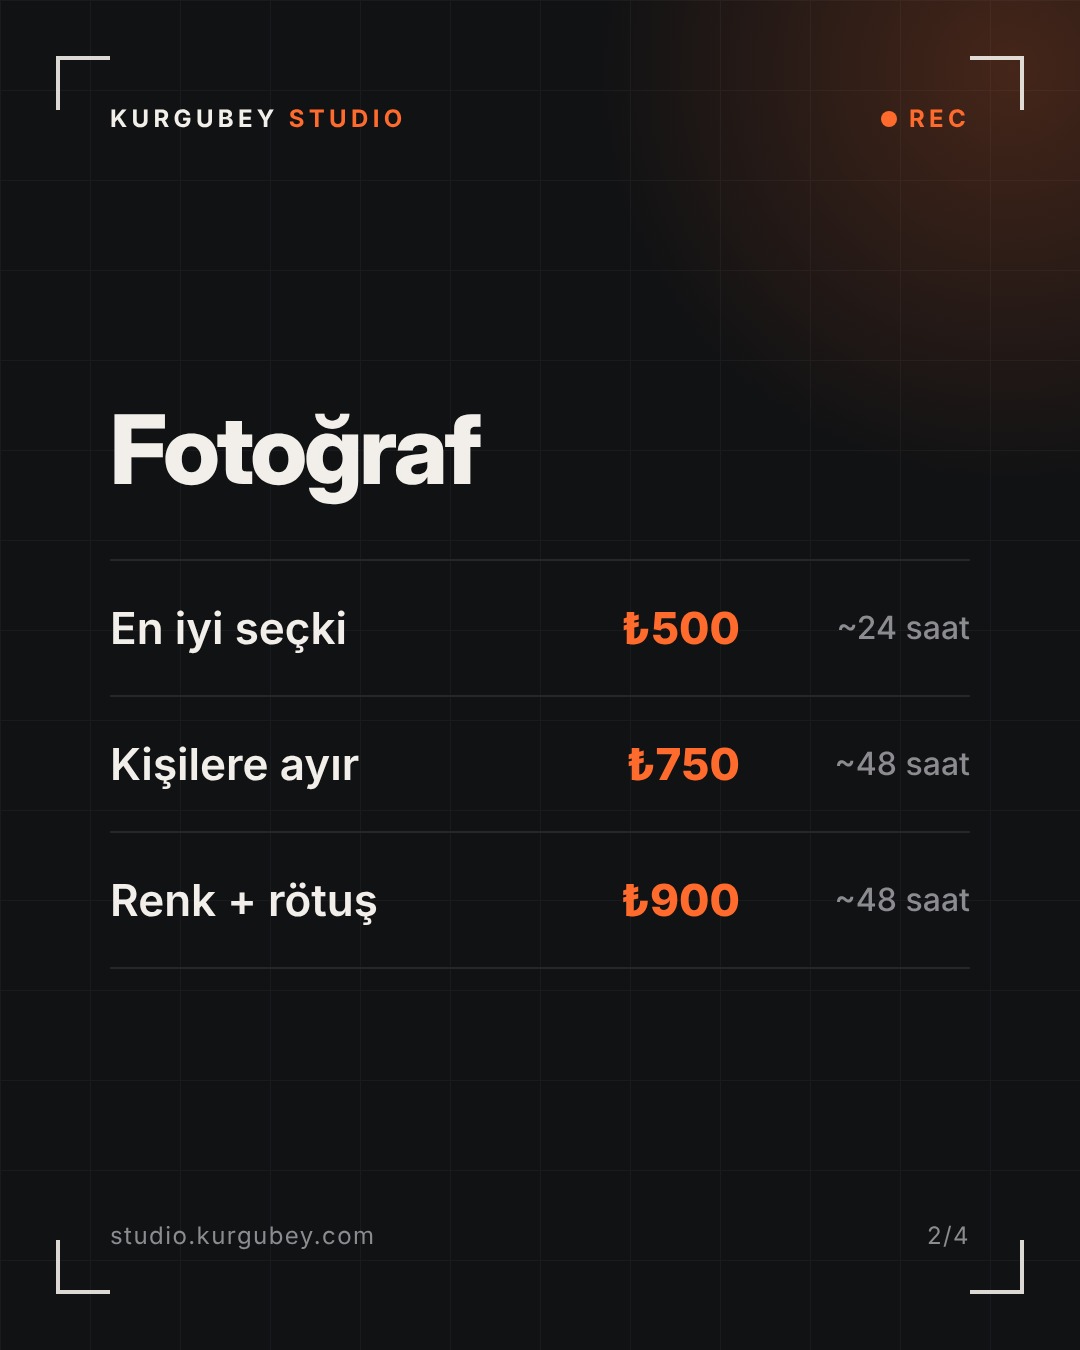 KURGUBEY STUDIO
REC
Fotoğraf
En iyi seçki ₺500 ~24 saat
Kişilere ayır ₺750 ~48 saat
Renk + rötuş ₺900 ~48 saat
studio.kurgubey.com
2/4